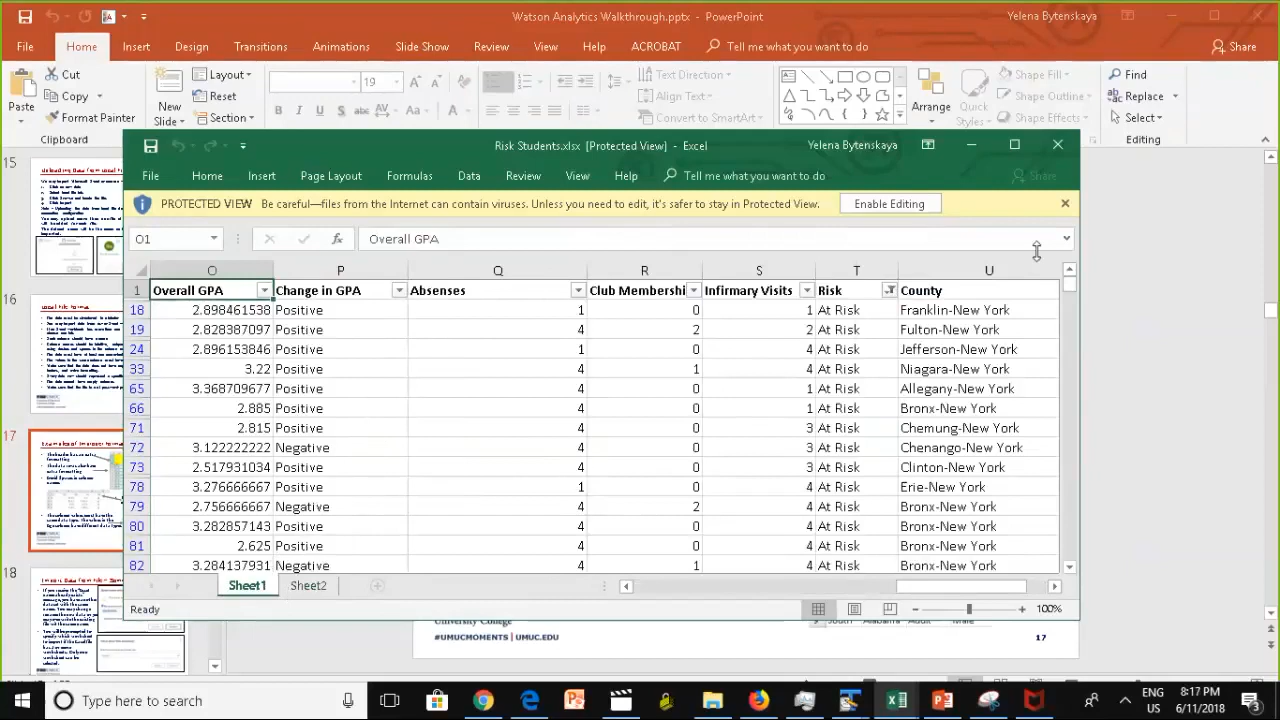 Watson Analytics Walkthrough.pptx - PowerPoint
Yelena Bytenskaya
File Home Insert Design Transitions Animations Slide Show Review View Help ACROBAT Tell me what you want to do Share
Cut
Copy
Format Painter
Paste
Clipboard
New
Slide
Layout
Reset
Section
19
Text Direction
Align Text
Convert to SmartArt
Arrange
Quick
Styles
Shape Fill
Shape Outline
Shape Effects
Find
Replace
Select
Editing
Risk Students.xlsx [Protected View] - Excel
Yelena Bytenskaya
File Home Insert Page Layout Formulas Data Review View Help Tell me what you want to do Share
PROTECTED VIEW Be careful—files from the Internet can contain viruses. Unless you need to edit, it's safer to stay in Protected View. Enable Editing
O1 fx Overall GPA
O P Q R S T U
1 Overall GPA Change in GPA Absenses Club Membershi Infirmary Visits Risk County
18 2.898461538 Positive 1 0 1 At Risk Franklin-New York
19 2.828387097 Positive 4 2 2 At Risk Fulton-New York
24 2.896153846 Positive 1 0 4 At Risk Jefferson-New York
33 3.22 Positive 4 1 4 At Risk Niagara-New York
65 3.368709677 Positive 4 0 1 At Risk Allegany-New York
66 2.885 Positive 4 0 1 At Risk Bronx-New York
71 2.815 Positive 4 0 3 At Risk Chemung-New York
72 3.122222222 Negative 4 0 3 At Risk Chenango-New York
73 2.517931034 Positive 4 0 3 At Risk Clinton-New York
78 3.278666667 Positive 1 0 4 At Risk Erie-New York
79 2.756666667 Negative 4 2 4 At Risk Bronx-New York
80 3.282857143 Positive 4 0 4 At Risk Bronx-New York
81 2.625 Positive 4 0 4 At Risk Bronx-New York
82 3.284137931 Negative 4 1 4 At Risk Bronx-New York
Sheet1 Sheet2
Ready
100%
15
16
Local File Format
17
18
University College
#UMUCMOMENTS | UMUC.EDU
17
Type here to search
ENG
US
8:17 PM
6/11/2018
3